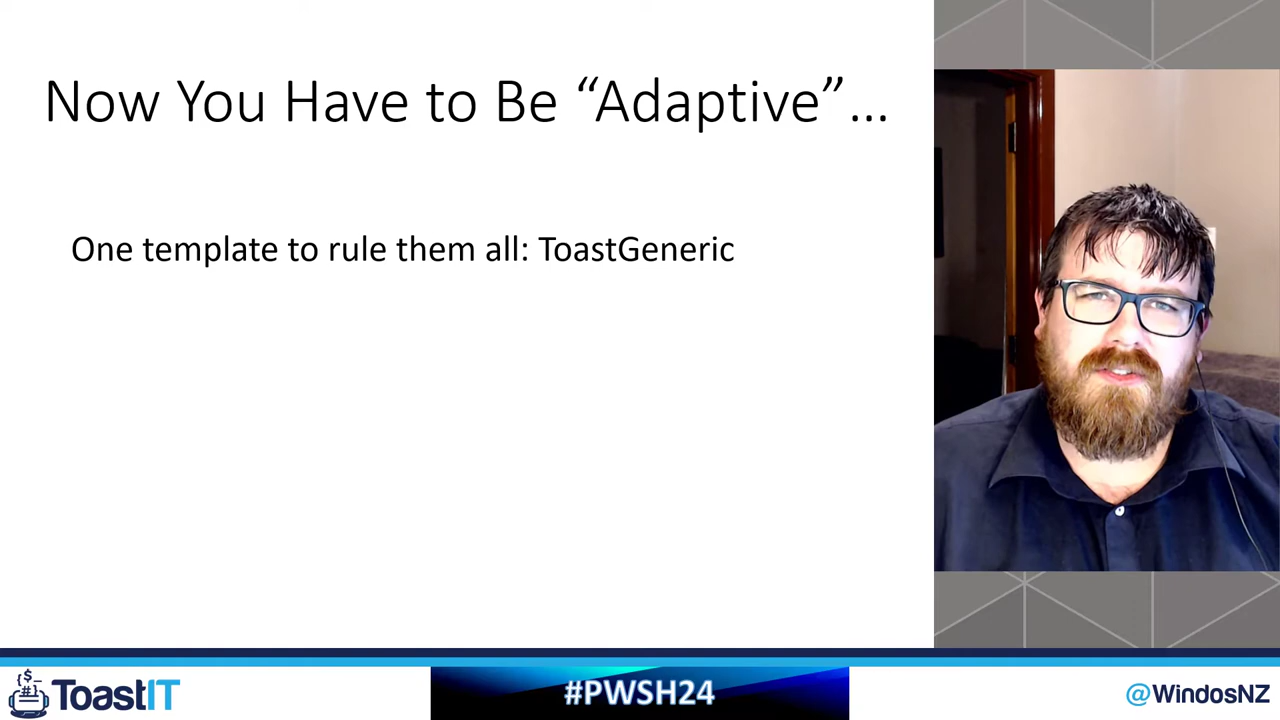 Now You Have to Be “Adaptive”…
One template to rule them all: ToastGeneric
ToastIT
#PWSH24
@WindosNZ